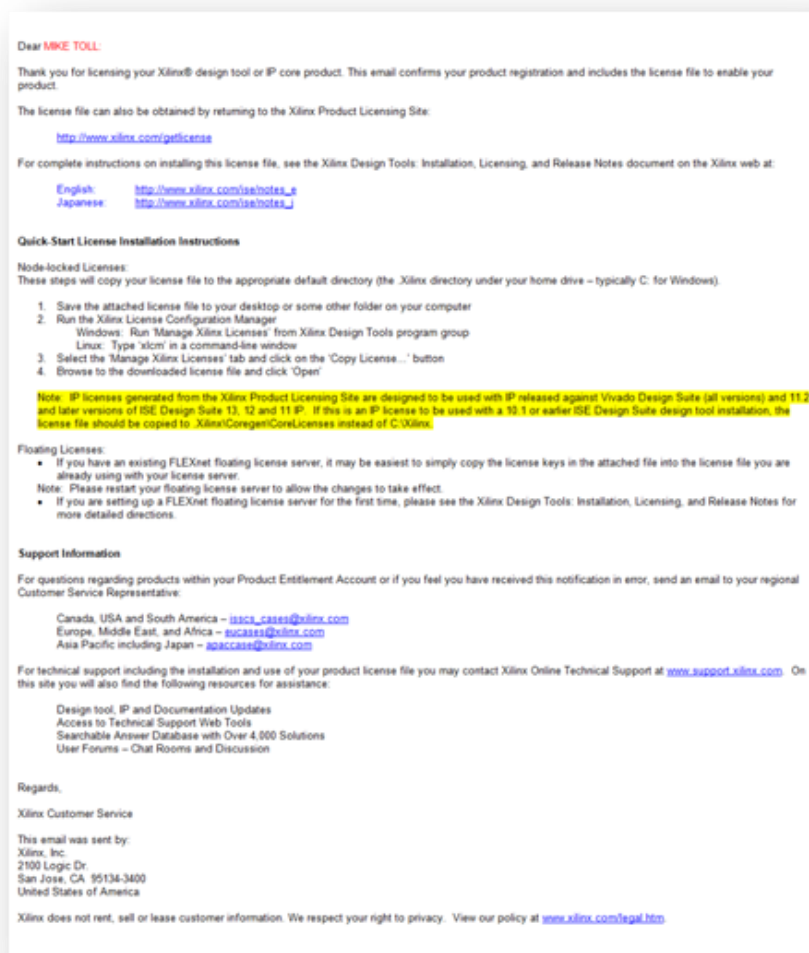 Dear MIKE TOLL:
Thank you for licensing your Xilinx® design tool or IP core product. This email confirms your product registration and includes the license file to enable your
product.
The license file can also be obtained by returning to the Xilinx Product Licensing Site:
http://www.xilinx.com/getlicense
For complete instructions on installing this license file, see the Xilinx Design Tools: Installation, Licensing, and Release Notes document on the Xilinx web at:
English: http://www.xilinx.com/ise/notes_e
Japanese: http://www.xilinx.com/ise/notes_j
Quick-Start License Installation Instructions
Node-locked Licenses:
These steps will copy your license file to the appropriate default directory (the .Xilinx directory under your home drive – typically C: for Windows).
1. Save the attached license file to your desktop or some other folder on your computer
2. Run the Xilinx License Configuration Manager
Windows: Run 'Manage Xilinx Licenses' from Xilinx Design Tools program group
Linux: Type 'xlcm' in a command-line window
3. Select the 'Manage Xilinx Licenses' tab and click on the 'Copy License...' button
4. Browse to the downloaded license file and click 'Open'
Note: IP licenses generated from the Xilinx Product Licensing Site are designed to be used with IP released against Vivado Design Suite (all versions) and 11.2
and later versions of ISE Design Suite 13, 12 and 11 IP. If this is an IP license to be used with a 10.1 or earlier ISE Design Suite design tool installation, the
license file should be copied to .Xilinx\Coregen\CoreLicenses instead of C:\Xilinx.
Floating Licenses:
• If you have an existing FLEXnet floating license server, it may be easiest to simply copy the license keys in the attached file into the license file you are
already using with your license server.
Note: Please restart your floating license server to allow the changes to take effect.
• If you are setting up a FLEXnet floating license server for the first time, please see the Xilinx Design Tools: Installation, Licensing, and Release Notes for
more detailed directions.
Support Information
For questions regarding products within your Product Entitlement Account or if you feel you have received this notification in error, send an email to your regional
Customer Service Representative:
Canada, USA and South America – isscs_cases@xilinx.com
Europe, Middle East, and Africa – eucases@xilinx.com
Asia Pacific including Japan – apaccase@xilinx.com
For technical support including the installation and use of your product license file you may contact Xilinx Online Technical Support at www.support.xilinx.com. On
this site you will also find the following resources for assistance:
Design tool, IP and Documentation Updates
Access to Technical Support Web Tools
Searchable Answer Database with Over 4,000 Solutions
User Forums – Chat Rooms and Discussion
Regards,
Xilinx Customer Service
This email was sent by:
Xilinx, Inc.
2100 Logic Dr.
San Jose, CA 95134-3400
United States of America
Xilinx does not rent, sell or lease customer information. We respect your right to privacy. View our policy at www.xilinx.com/legal.htm.